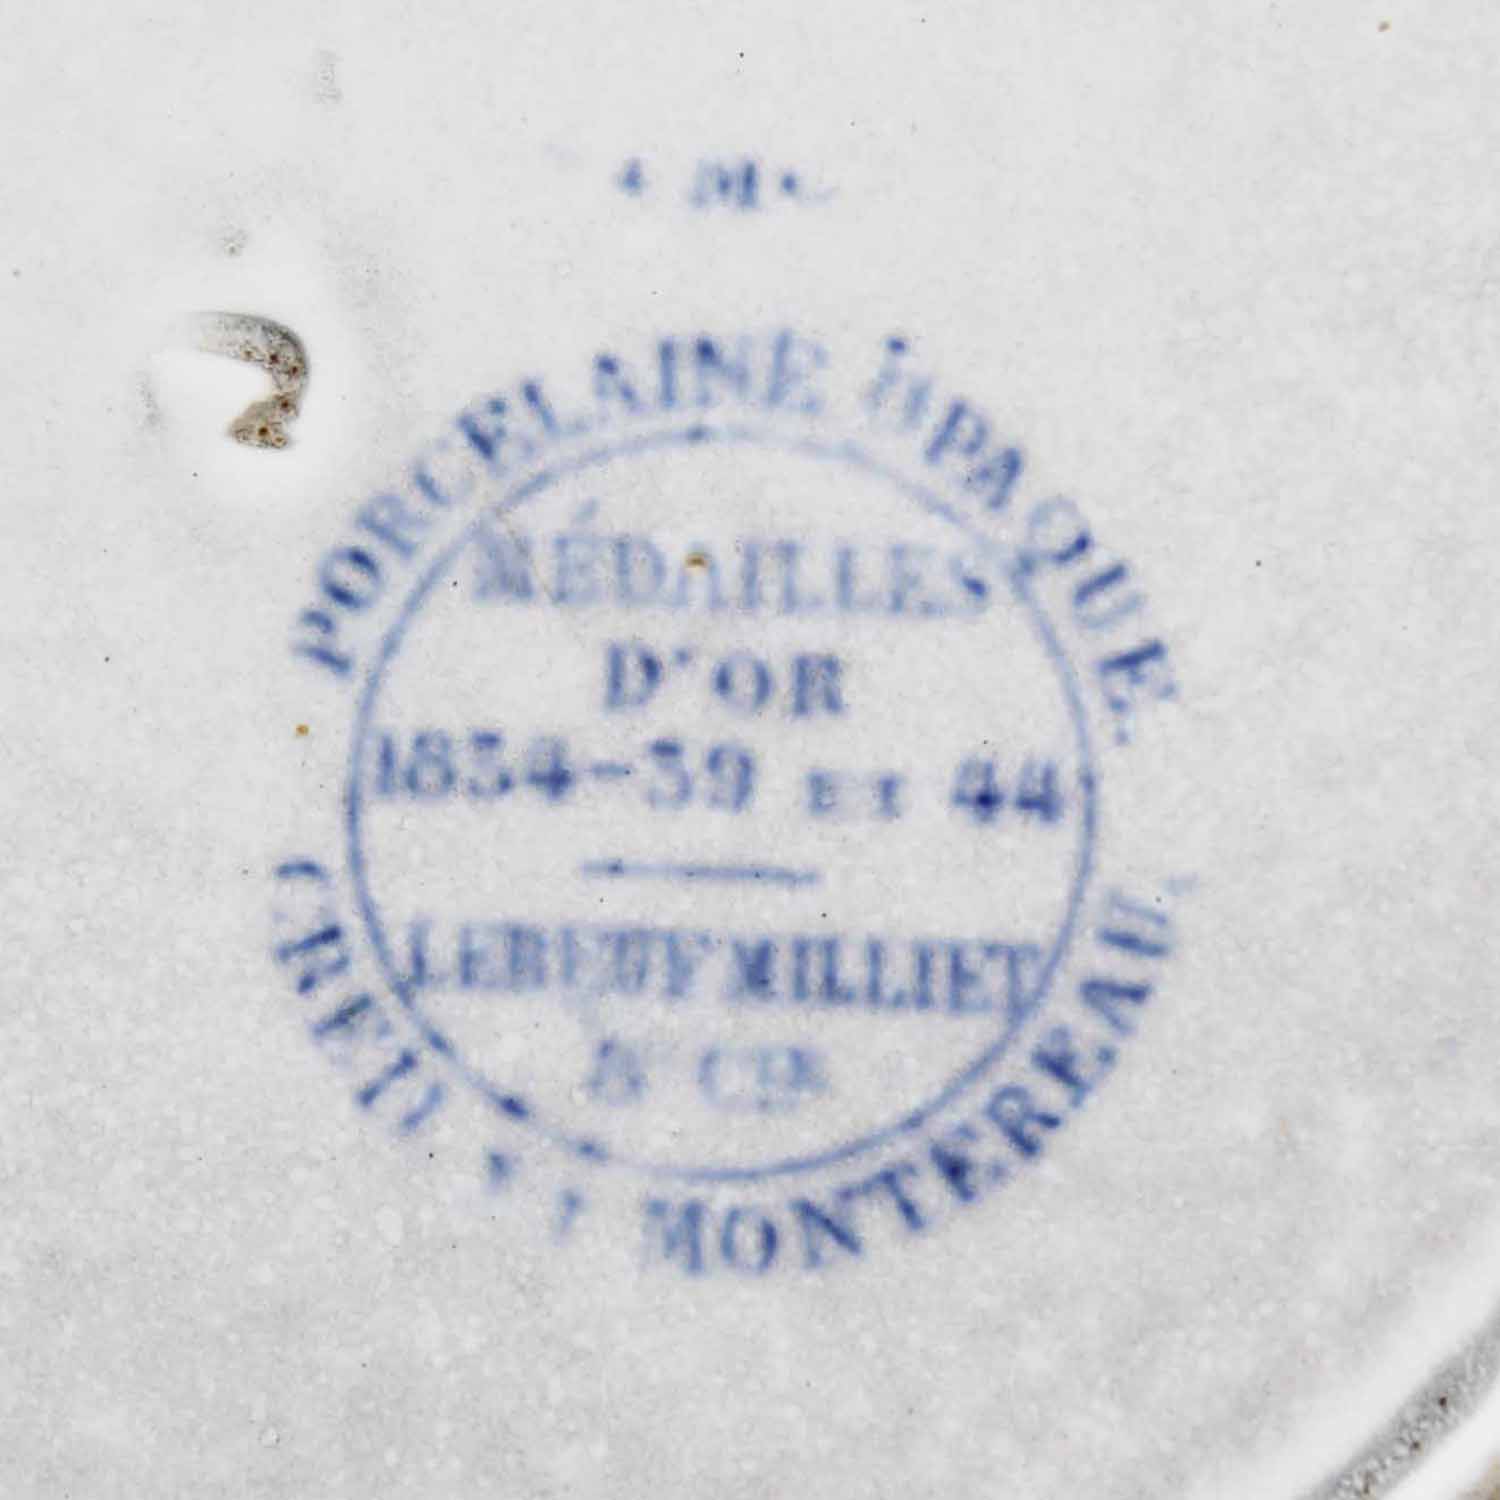 M
PORCELAINE OPAQUE.
MÉDAILLES
D'OR
1834-39 ET 44
LEBEUF MILLIET
& CIE
CREIL ET MONTEREAU.